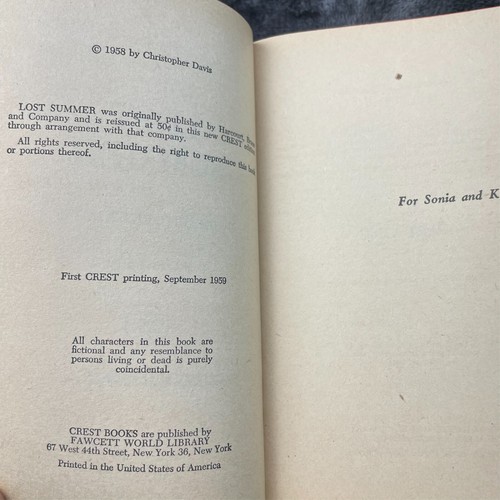 © 1958 by Christopher Davis
LOST SUMMER was originally published by Harcourt,
and Company and is reissued at 50¢ in this new CREST
through arrangement with that company.
All rights reserved, including the right to reproduce this book
or portions thereof.
First CREST printing, September 1959
All characters in this book are
fictional and any resemblance to
persons living or dead is purely
coincidental.
CREST BOOKS are published by
FAWCETT WORLD LIBRARY
67 West 44th Street, New York 36, New York
Printed in the United States of America
For Sonia and K